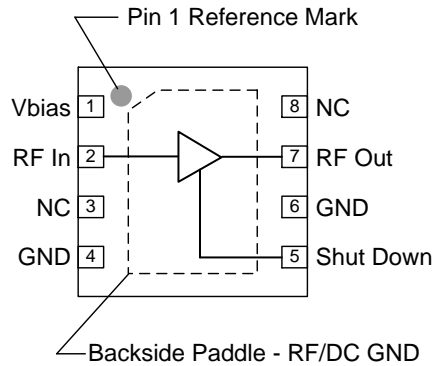 Pin 1 Reference Mark
Vbias 1
8 NC
RF In 2
7 RF Out
NC 3
6 GND
GND 4
5 Shut Down
Backside Paddle - RF/DC GND